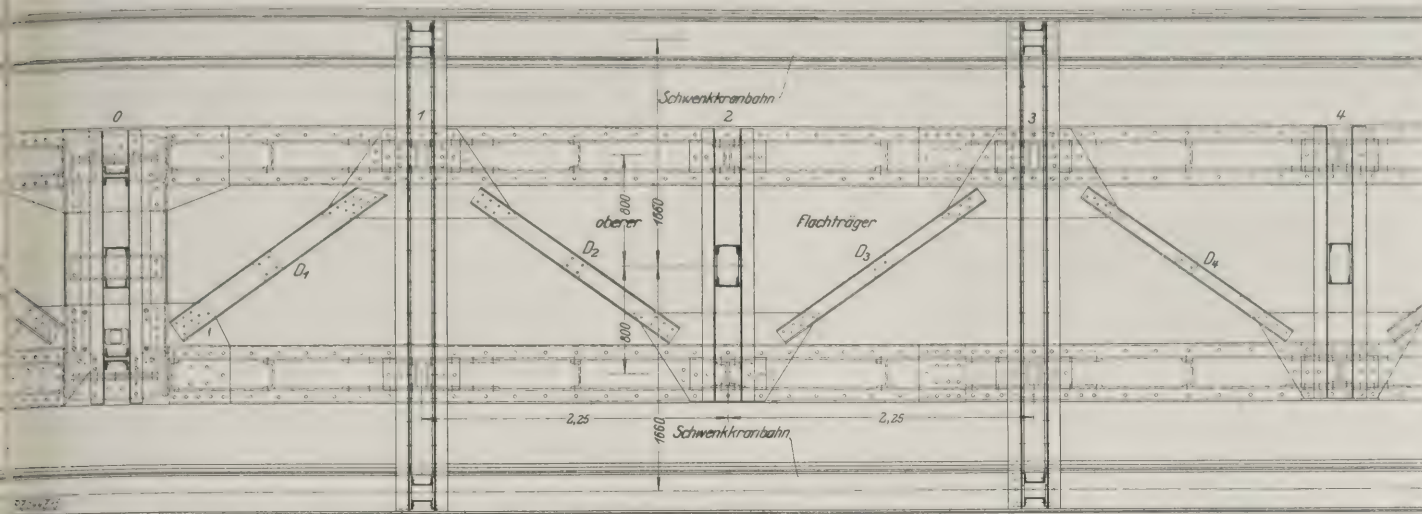 Schwenkkranbahn
0
1
2
3
4
800
1660
oberer
Flachträger
D1
D2
D3
D4
800
2,25
2,25
1660
Schwenkkranbahn